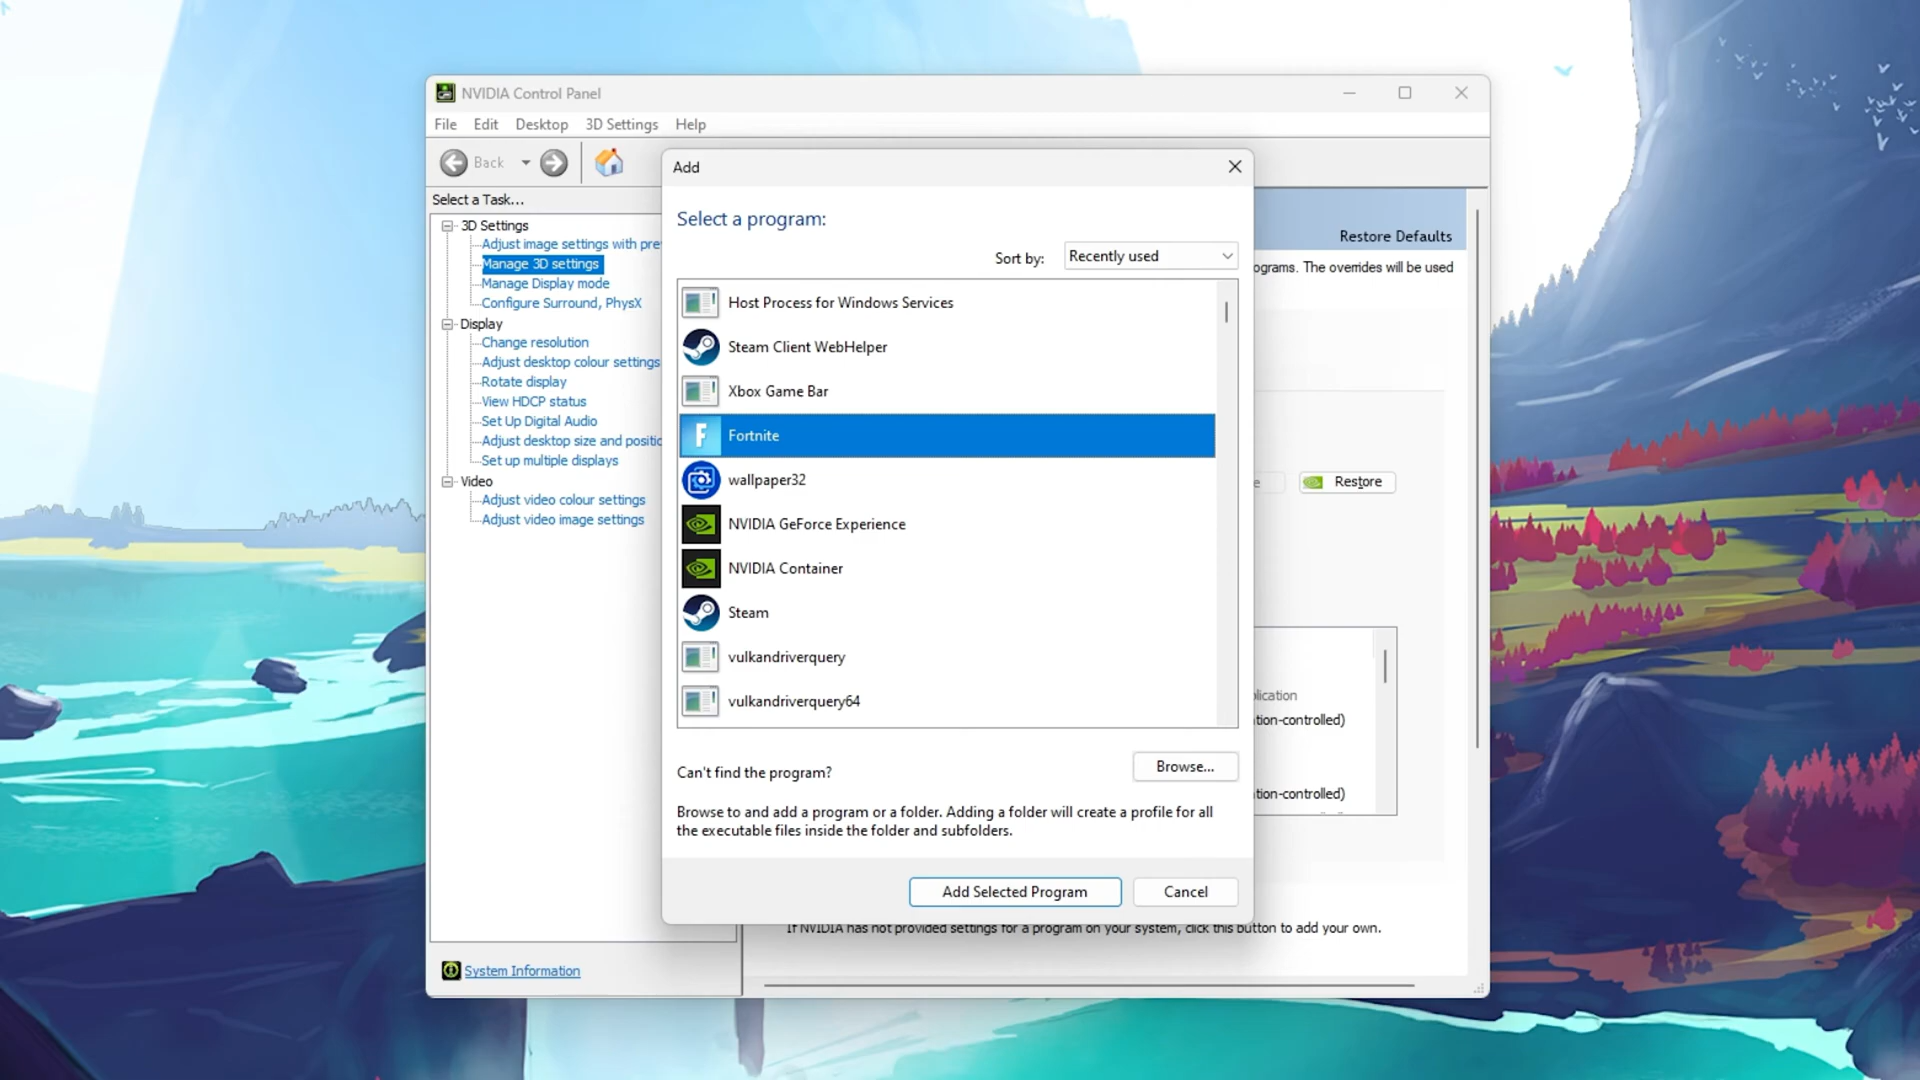 NVIDIA Control Panel
File Edit Desktop 3D Settings Help
Back
Select a Task...
3D Settings
Adjust image settings with pre
Manage 3D settings
Manage Display mode
Configure Surround, PhysX
Display
Change resolution
Adjust desktop colour settings
Rotate display
View HDCP status
Set Up Digital Audio
Adjust desktop size and positio
Set up multiple displays
Video
Adjust video colour settings
Adjust video image settings
System Information
Add
Select a program:
Sort by: Recently used
Host Process for Windows Services
Steam Client WebHelper
Xbox Game Bar
F Fortnite
wallpaper32
NVIDIA GeForce Experience
NVIDIA Container
Steam
vulkandriverquery
vulkandriverquery64
Can't find the program?
Browse...
Browse to and add a program or a folder. Adding a folder will create a profile for all
the executable files inside the folder and subfolders.
Add Selected Program Cancel
Restore Defaults
ograms. The overrides will be used
e Restore
plication
tion-controlled)
tion-controlled)
If NVIDIA has not provided settings for a program on your system, click this button to add your own.